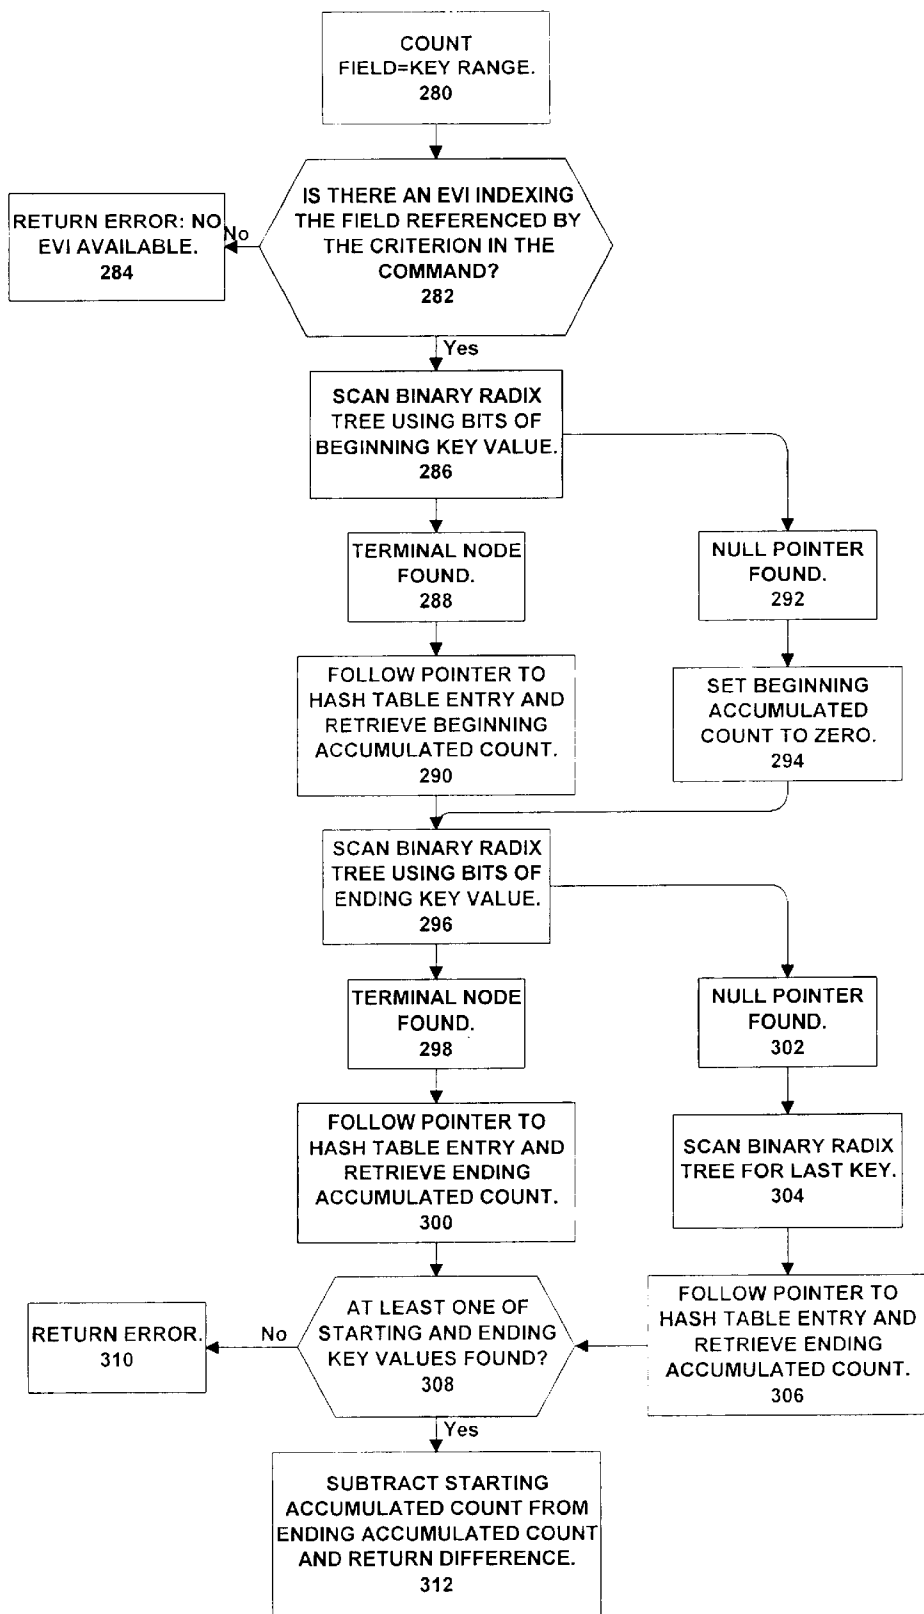 COUNT
FIELD=KEY RANGE.
280
IS THERE AN EVI INDEXING
THE FIELD REFERENCED BY
THE CRITERION IN THE
COMMAND?
282
No
RETURN ERROR: NO
EVI AVAILABLE.
284
Yes
SCAN BINARY RADIX
TREE USING BITS OF
BEGINNING KEY VALUE.
286
TERMINAL NODE
FOUND.
288
NULL POINTER
FOUND.
292
FOLLOW POINTER TO
HASH TABLE ENTRY AND
RETRIEVE BEGINNING
ACCUMULATED COUNT.
290
SET BEGINNING
ACCUMULATED
COUNT TO ZERO.
294
SCAN BINARY RADIX
TREE USING BITS OF
ENDING KEY VALUE.
296
TERMINAL NODE
FOUND.
298
NULL POINTER
FOUND.
302
FOLLOW POINTER TO
HASH TABLE ENTRY AND
RETRIEVE ENDING
ACCUMULATED COUNT.
300
SCAN BINARY RADIX
TREE FOR LAST KEY.
304
FOLLOW POINTER TO
HASH TABLE ENTRY AND
RETRIEVE ENDING
ACCUMULATED COUNT.
306
AT LEAST ONE OF
STARTING AND ENDING
KEY VALUES FOUND?
308
No
RETURN ERROR.
310
Yes
SUBTRACT STARTING
ACCUMULATED COUNT FROM
ENDING ACCUMULATED COUNT
AND RETURN DIFFERENCE.
312